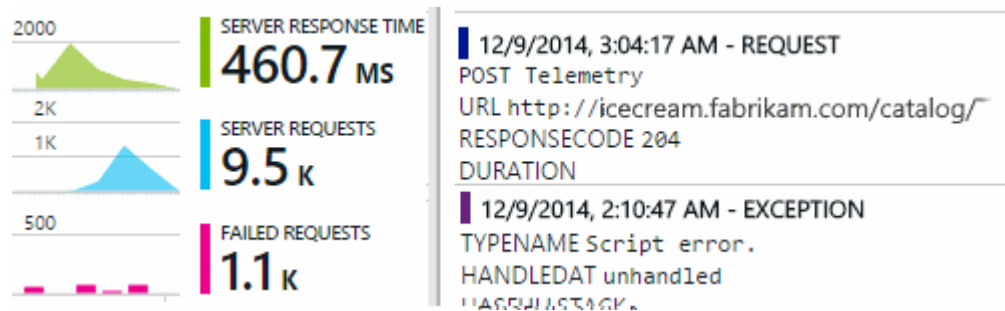 2000
SERVER RESPONSE TIME
460.7 MS
2K
1K
SERVER REQUESTS
9.5 K
500
FAILED REQUESTS
1.1 K
12/9/2014, 3:04:17 AM - REQUEST
POST Telemetry
URL http://icecream.fabrikam.com/catalog/
RESPONSECODE 204
DURATION
12/9/2014, 2:10:47 AM - EXCEPTION
TYPENAME Script error.
HANDLEDAT unhandled